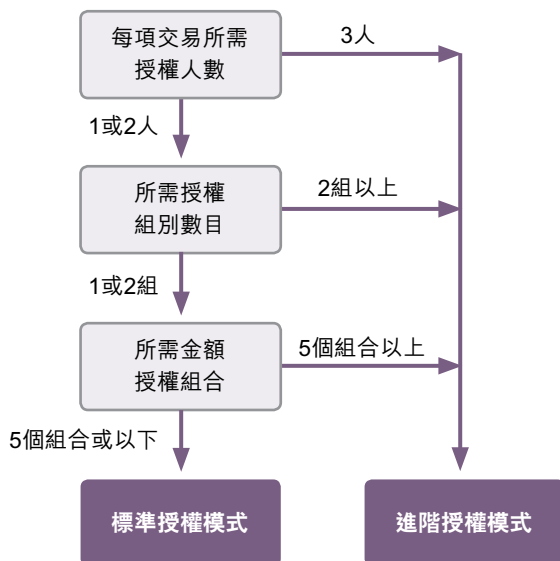 每項交易所需
授權人數
3人
1或2人
所需授權
組別數目
2組以上
1或2組
所需金額
授權組合
5個組合以上
5個組合或以下
標準授權模式
進階授權模式